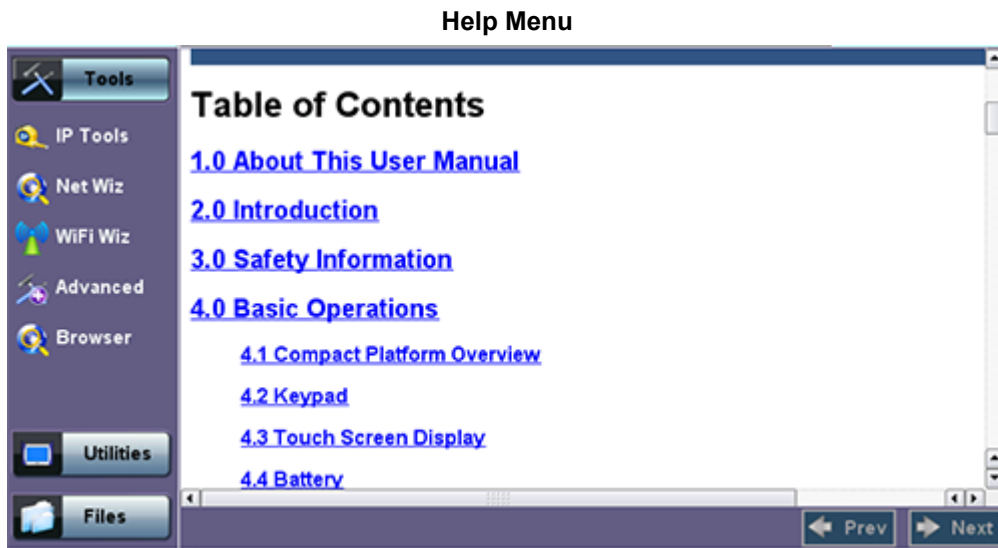 Help Menu
Tools
IP Tools
Net Wiz
WiFi Wiz
Advanced
Browser
Utilities
Files
Table of Contents
1.0 About This User Manual
2.0 Introduction
3.0 Safety Information
4.0 Basic Operations
4.1 Compact Platform Overview
4.2 Keypad
4.3 Touch Screen Display
4.4 Battery
Prev
Next